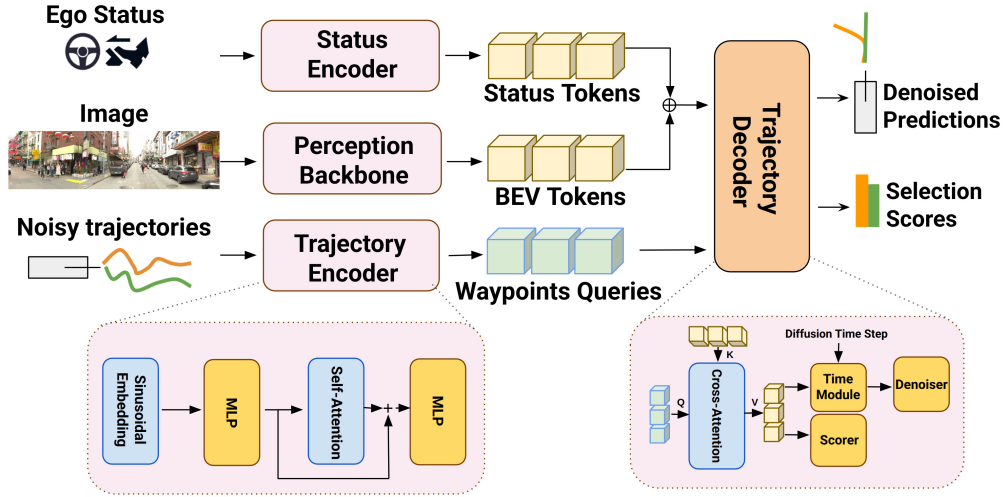 Ego Status
Status
Encoder
Status Tokens
Image
Perception
Backbone
BEV Tokens
Trajectory
Decoder
Denoised
Predictions
Selection
Scores
Noisy trajectories
Trajectory
Encoder
Waypoints Queries
Sinusoidal
Embedding
MLP
Self-Attention
+
MLP
Diffusion Time Step
K
Q
Cross-Attention
V
Time
Module
Denoiser
Scorer